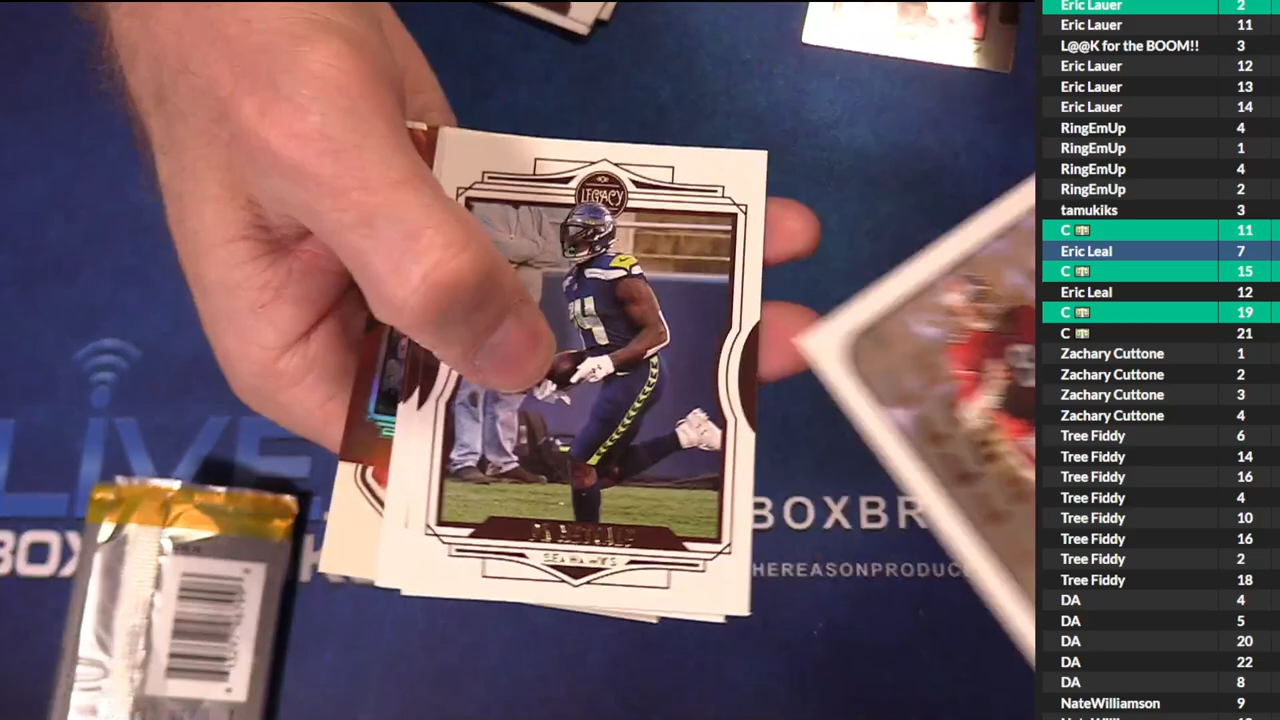 LEGACY
14
DK METCALF
SEAHAWKS
LIVE
BOX
BOXBR
HEREASONPRODUC
Eric Lauer 2
Eric Lauer 11
L@@K for the BOOM!! 3
Eric Lauer 12
Eric Lauer 13
Eric Lauer 14
RingEmUp 4
RingEmUp 1
RingEmUp 4
RingEmUp 2
tamukiks 3
C 11
Eric Leal 7
C 15
Eric Leal 12
C 19
C 21
Zachary Cuttone 1
Zachary Cuttone 2
Zachary Cuttone 3
Zachary Cuttone 4
Tree Fiddy 6
Tree Fiddy 14
Tree Fiddy 16
Tree Fiddy 4
Tree Fiddy 10
Tree Fiddy 16
Tree Fiddy 2
Tree Fiddy 18
DA 4
DA 5
DA 20
DA 22
DA 8
NateWilliamson 9